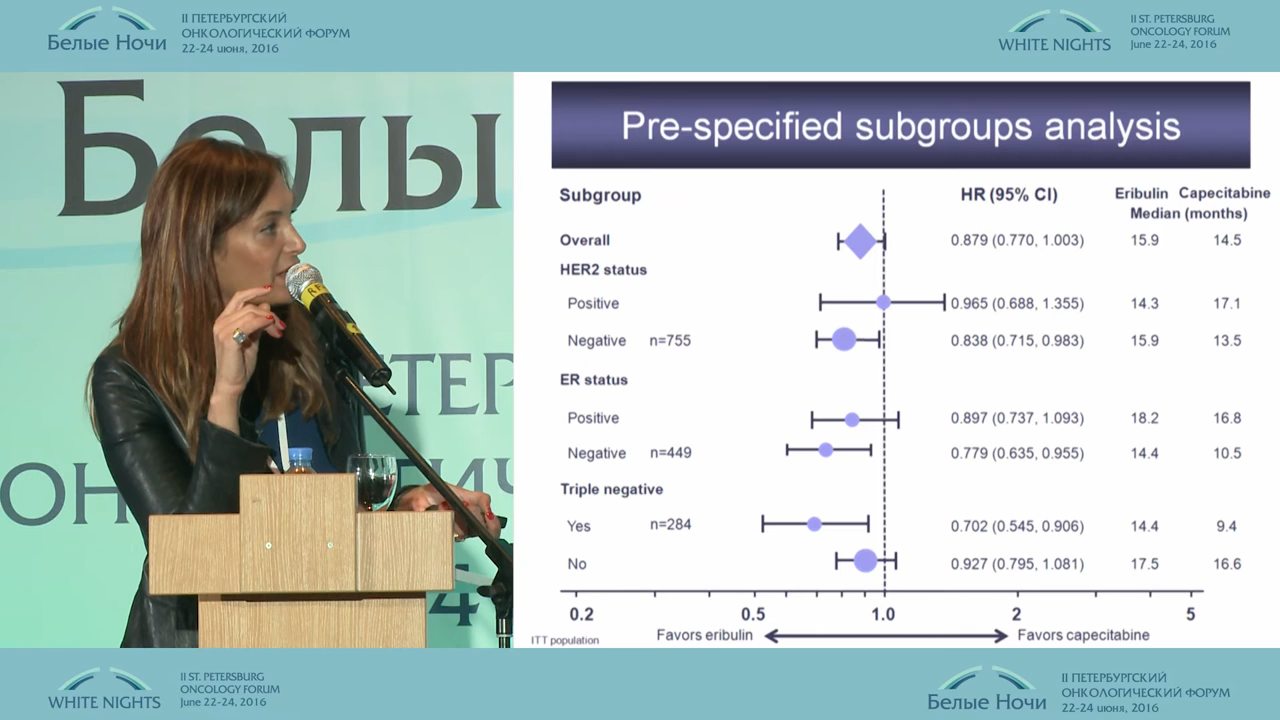 Белые Ночи
II ПЕТЕРБУРГСКИЙ
ОНКОЛОГИЧЕСКИЙ ФОРУМ
22-24 июня, 2016
WHITE NIGHTS
II ST. PETERSBURG
ONCOLOGY FORUM
June 22-24, 2016
Pre-specified subgroups analysis
Subgroup HR (95% CI) Eribulin Capecitabine
Median (months)
Overall 0.879 (0.770, 1.003) 15.9 14.5
HER2 status
Positive 0.965 (0.688, 1.355) 14.3 17.1
Negative n=755 0.838 (0.715, 0.983) 15.9 13.5
ER status
Positive 0.897 (0.737, 1.093) 18.2 16.8
Negative n=449 0.779 (0.635, 0.955) 14.4 10.5
Triple negative
Yes n=284 0.702 (0.545, 0.906) 14.4 9.4
No 0.927 (0.795, 1.081) 17.5 16.6
0.2 0.5 1.0 2 5
ITT population Favors eribulin Favors capecitabine
WHITE NIGHTS
II ST. PETERSBURG
ONCOLOGY FORUM
June 22-24, 2016
Белые Ночи
II ПЕТЕРБУРГСКИЙ
ОНКОЛОГИЧЕСКИЙ ФОРУМ
22-24 июня, 2016